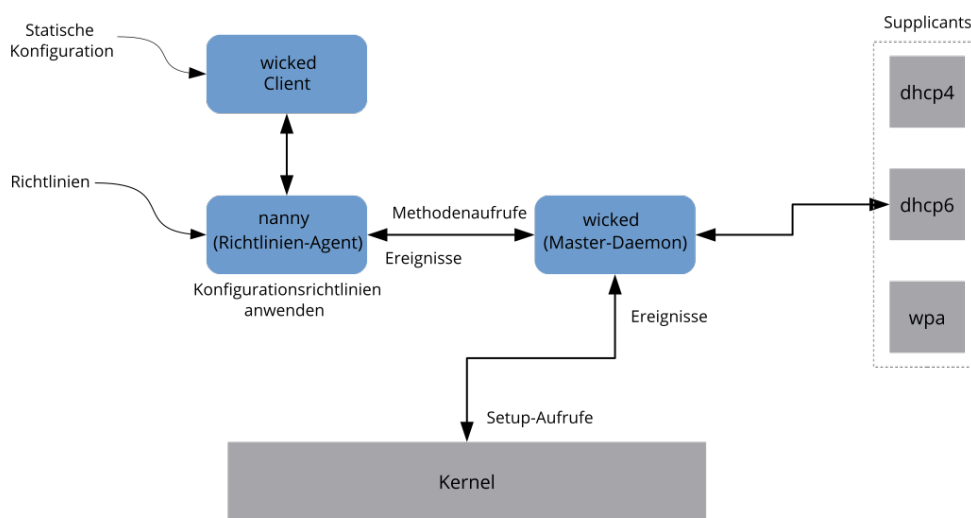 Statische
Konfiguration
wicked
Client
Supplicants
dhcp4
Richtlinien
nanny
(Richtlinien-Agent)
Konfigurationsrichtlinien
anwenden
Methodenaufrufe
Ereignisse
wicked
(Master-Daemon)
dhcp6
wpa
Ereignisse
Setup-Aufrufe
Kernel